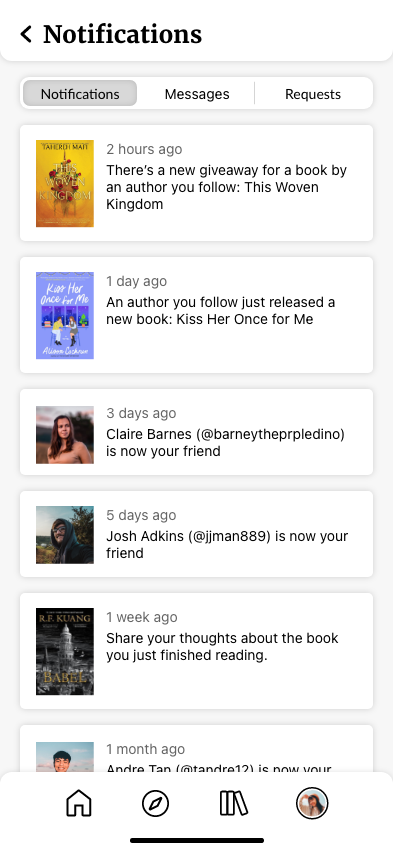 Notifications
Notifications
Messages
Requests
TAHEREH MAFI
THIS
WOVEN
KINGDOM
2 hours ago
There's a new giveaway for a book by
an author you follow: This Woven
Kingdom
Kiss Her
Once for Me
Alison Cochrun
1 day ago
An author you follow just released a
new book: Kiss Her Once for Me
3 days ago
Claire Barnes (@barneytheprpledino)
is now your friend
5 days ago
Josh Adkins (@jjman889) is now your
friend
R.F. KUANG
BABEL
1 week ago
Share your thoughts about the book
you just finished reading.
1 month ago
Andre Tan (@tandre12) is now your